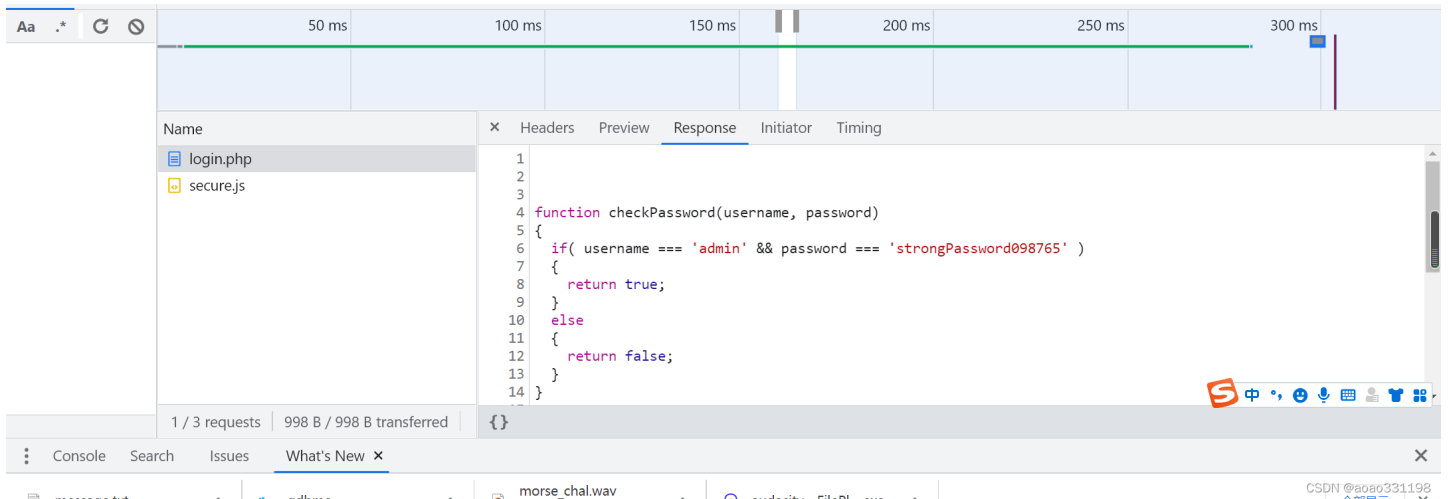 Aa .*
50 ms 100 ms 150 ms 200 ms 250 ms 300 ms
Name
× Headers Preview Response Initiator Timing
login.php
secure.js
1
2
3
4 function checkPassword(username, password)
5 {
6 if( username === 'admin' && password === 'strongPassword098765' )
7 {
8 return true;
9 }
10 else
11 {
12 return false;
13 }
14 }
中
1 / 3 requests 998 B / 998 B transferred {}
Console Search Issues What's New ×
message.txt
morse_chal.wav
CSDN @aoao331198